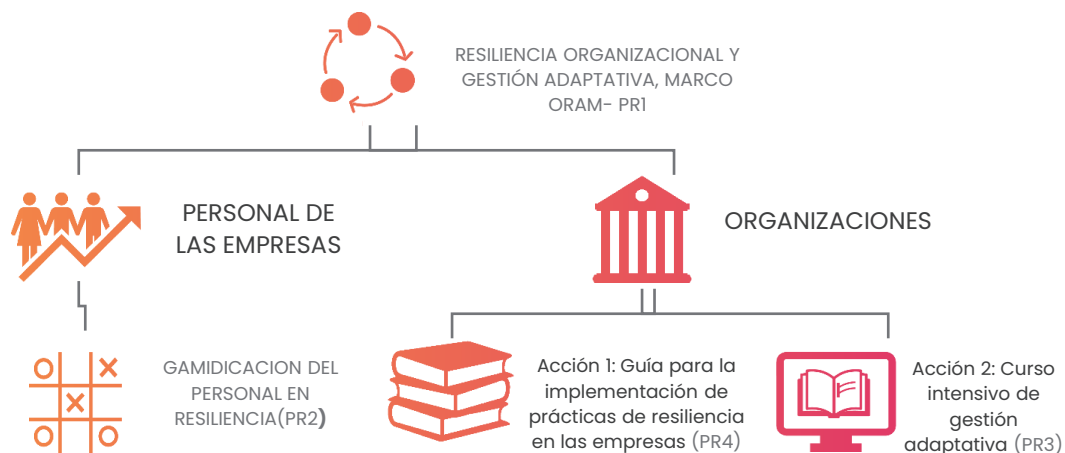 RESILIENCIA ORGANIZACIONAL Y
GESTIÓN ADAPTATIVA, MARCO
ORAM- PR1
PERSONAL DE
LAS EMPRESAS
ORGANIZACIONES
GAMIDICACION DEL
PERSONAL EN
RESILIENCIA(PR2)
Acción 1: Guía para la
implementación de
prácticas de resiliencia
en las empresas (PR4)
Acción 2: Curso
intensivo de
gestión
adaptativa (PR3)